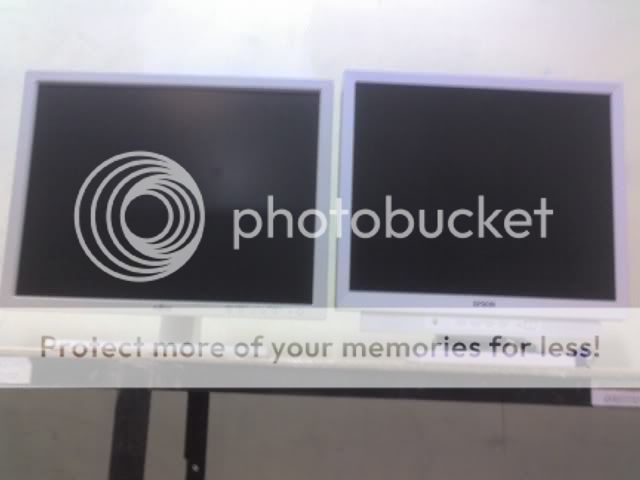 photobucket
EPSON
Protect more of your memories for less!